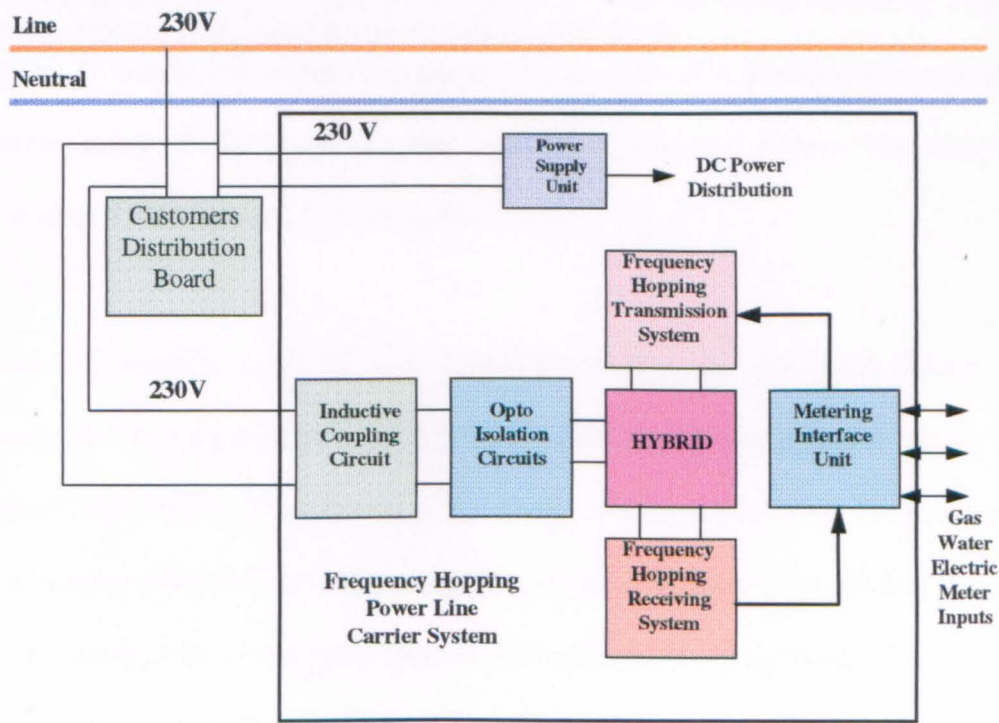 Line 230V
Neutral
230 V
Power
Supply
Unit
DC Power
Distribution
Customers
Distribution
Board
Frequency
Hopping
Transmission
System
230V
Inductive
Coupling
Circuit
Opto
Isolation
Circuits
HYBRID
Metering
Interface
Unit
Gas
Water
Electric
Meter
Inputs
Frequency
Hopping
Receiving
System
Frequency Hopping
Power Line
Carrier System